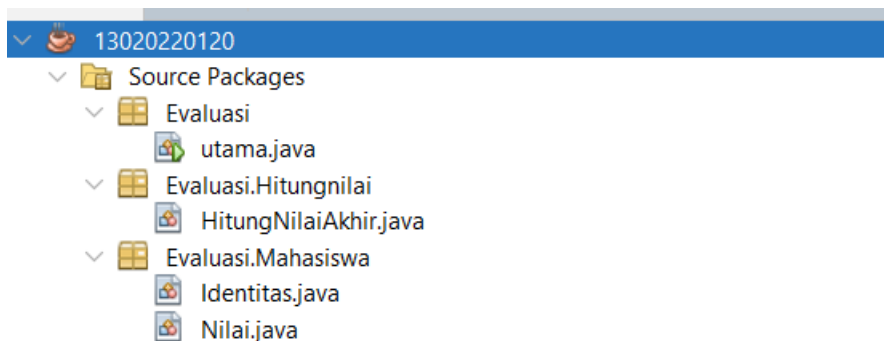 13020220120
Source Packages
Evaluasi
utama.java
Evaluasi.Hitungnilai
HitungNilaiAkhir.java
Evaluasi.Mahasiswa
Identitas.java
Nilai.java